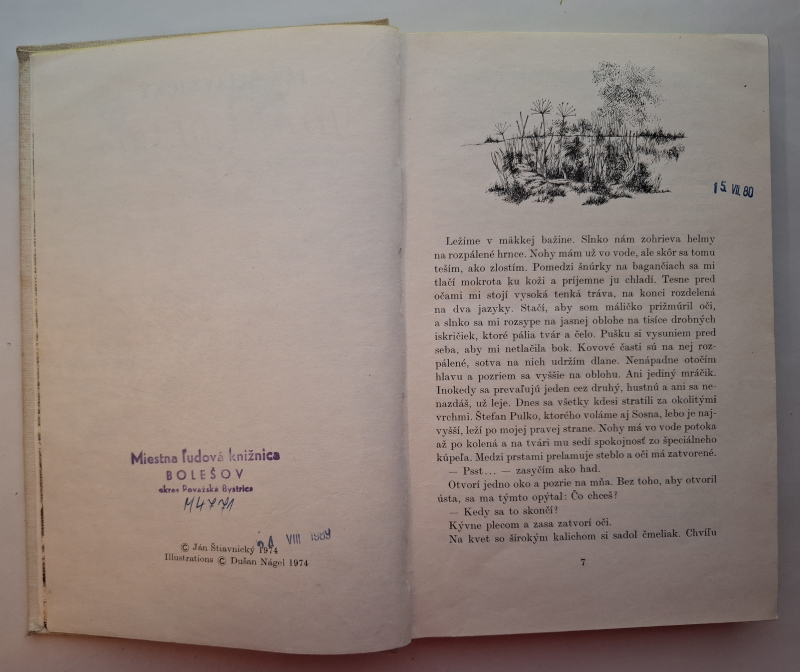 Miestna ľudová knižnica
BOLEŠOV
okres Považská Bystrica
M4771
24 VIII 1989
© Ján Štiavnický 1974
Illustrations © Dušan Nágel 1974
15. VII. 80
Ležíme v mäkkej bažine. Slnko nám zohrieva helmy
na rozpálené hrnce. Nohy mám už vo vode, ale skôr sa tomu
teším, ako zlostím. Pomedzi šnúrky na bagančiach sa mi
tlačí mokrota ku koži a príjemne ju chladí. Tesne pred
očami mi stojí vysoká tenká tráva, na konci rozdelená
na dva jazyky. Stačí, aby som máličko prižmúril oči,
a slnko sa mi rozsype na jasnej oblohe na tisíce drobných
iskričiek, ktoré pália tvár a čelo. Pušku si vysuniem pred
seba, aby mi netlačila bok. Kovové časti sú na nej roz-
pálené, sotva na nich udržím dlane. Nenápadne otočím
hlavu a pozriem sa vyššie na oblohu. Ani jediný mráčik.
Inokedy sa prevaľujú jeden cez druhý, hustnú a ani sa ne-
nazdáš, už leje. Dnes sa všetky kdesi stratili za okolitými
vrchmi. Štefan Pulko, ktorého voláme aj Sosna, lebo je naj-
vyšší, leží po mojej pravej strane. Nohy má vo vode potoka
až po kolená a na tvári mu sedí spokojnosť zo špeciálneho
kúpeľa. Medzi prstami prelamuje steblo a oči má zatvorené.
— Psst... — zasyčím ako had.
Otvorí jedno oko a pozrie na mňa. Bez toho, aby otvoril
ústa, sa ma týmto opýtal: Čo chceš?
— Kedy sa to skončí?
Kývne plecom a zasa zatvorí oči.
Na kvet so širokým kalichom si sadol čmeliak. Chvíľu
7